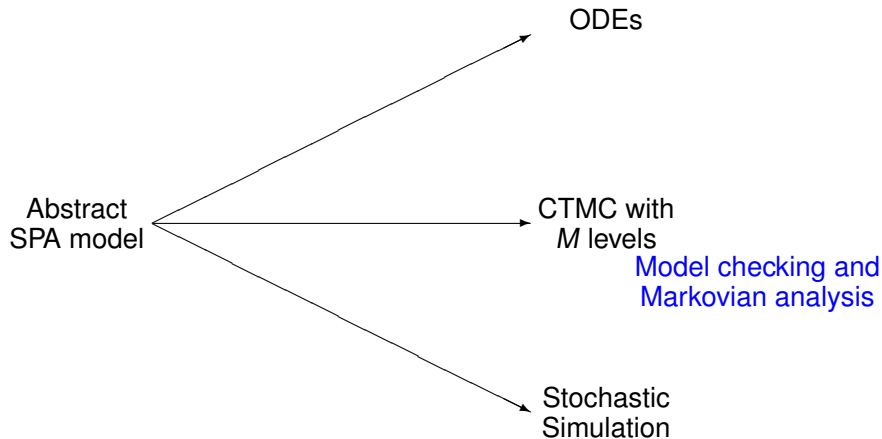 ODEs
Abstract
SPA model
CTMC with
M levels
Model checking and
Markovian analysis
Stochastic
Simulation